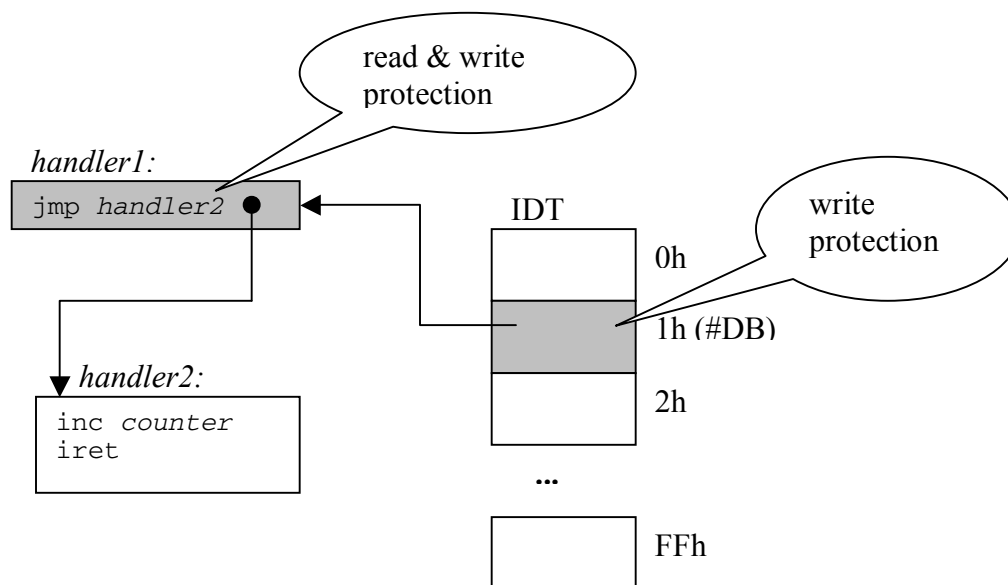 read & write
protection
handler1:
jmp handler2
IDT
write
protection
0h
1h (#DB)
handler2:
2h
inc counter
iret
...
FFh